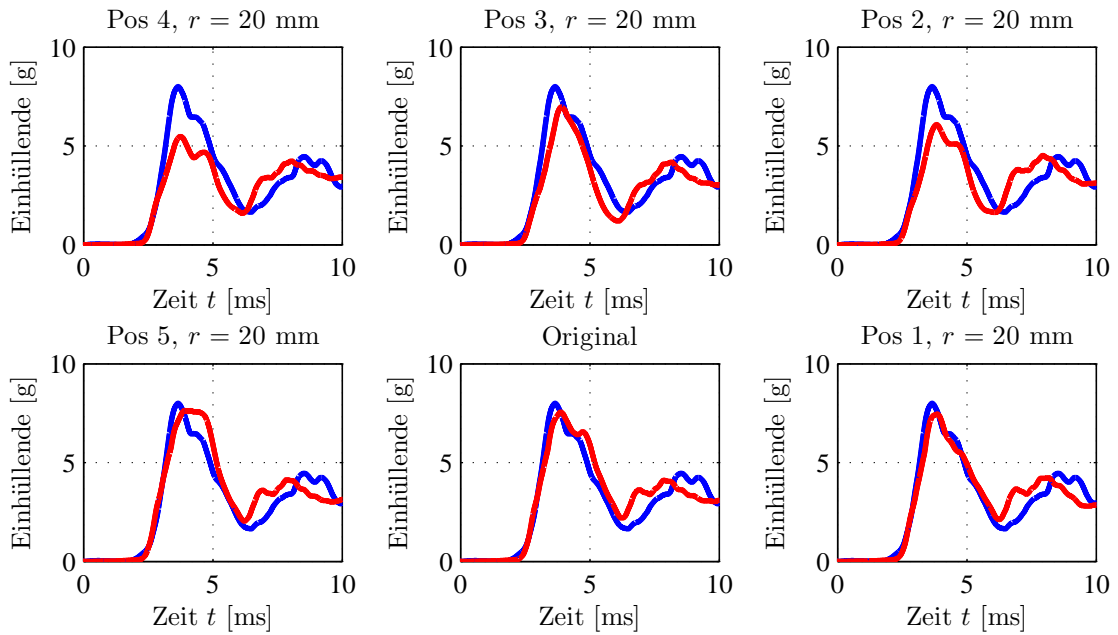 Pos 4, r = 20 mm
Einhüllende [g]
10
5
0
0 5 10
Zeit t [ms]
Pos 3, r = 20 mm
Einhüllende [g]
10
5
0
0 5 10
Zeit t [ms]
Pos 2, r = 20 mm
Einhüllende [g]
10
5
0
0 5 10
Zeit t [ms]
Pos 5, r = 20 mm
Einhüllende [g]
10
5
0
0 5 10
Zeit t [ms]
Original
Einhüllende [g]
10
5
0
0 5 10
Zeit t [ms]
Pos 1, r = 20 mm
Einhüllende [g]
10
5
0
0 5 10
Zeit t [ms]